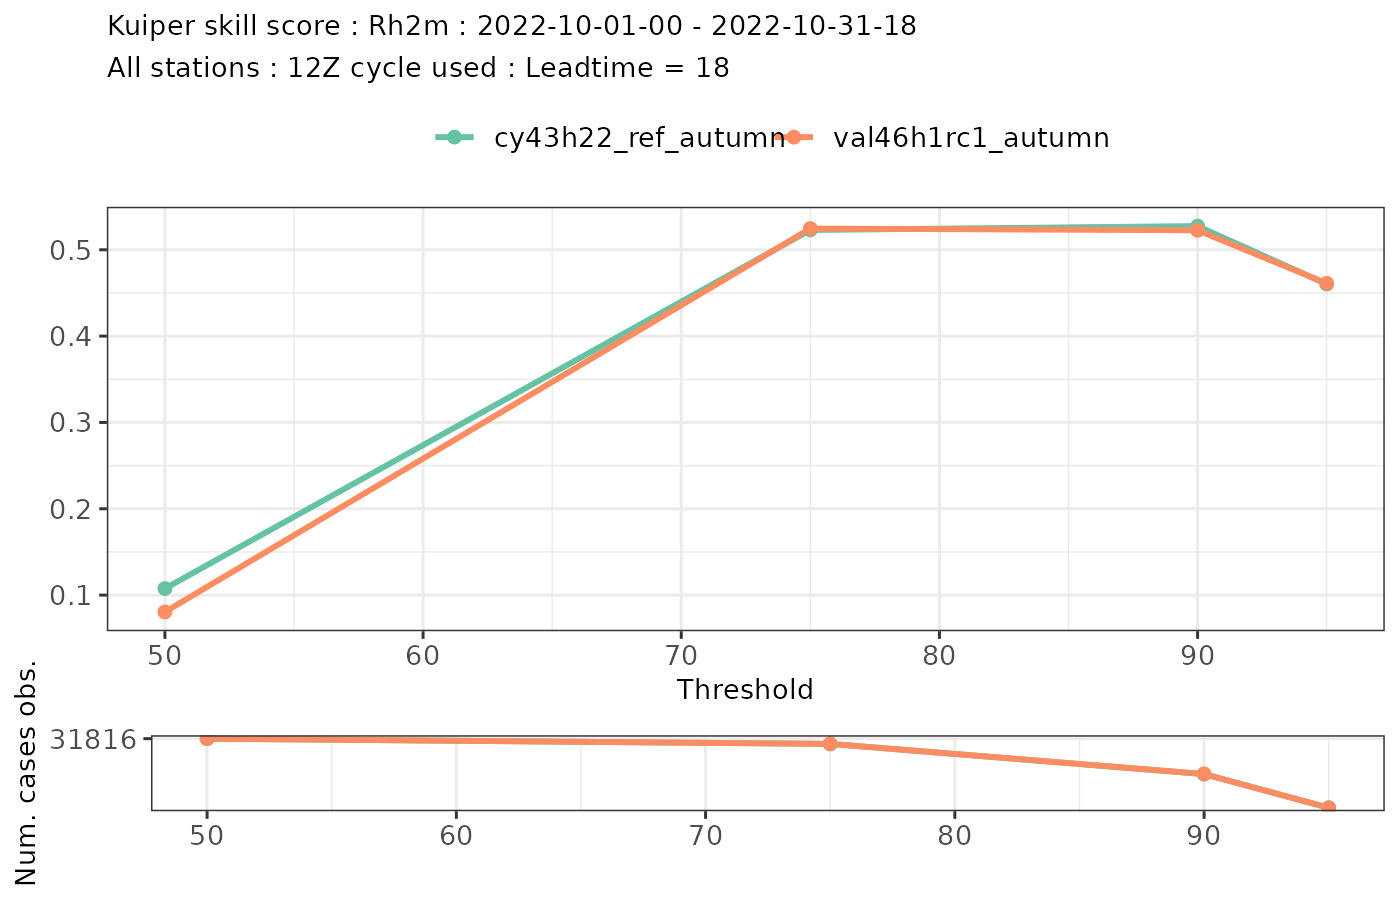 Kuiper skill score : Rh2m : 2022-10-01-00 - 2022-10-31-18
All stations : 12Z cycle used : Leadtime = 18
cy43h22_ref_autumn val46h1rc1_autumn
0.5
0.4
0.3
0.2
0.1
50 60 70 80 90
Threshold
Num. cases obs.
31816
50 60 70 80 90